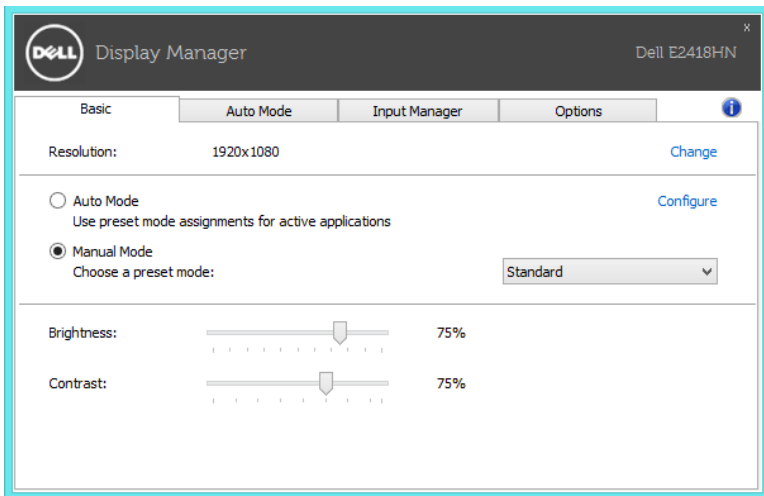 DELL Display Manager Dell E2418HN
x
Basic Auto Mode Input Manager Options i
Resolution: 1920x1080 Change
Auto Mode Configure
Use preset mode assignments for active applications
Manual Mode
Choose a preset mode: Standard
Brightness: 75%
Contrast: 75%